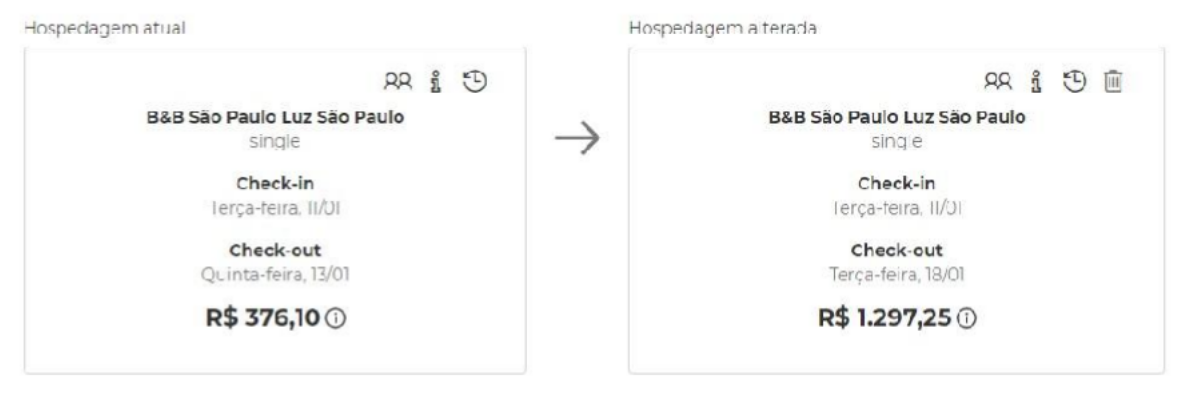 Hospedagem atual
B&B São Paulo Luz São Paulo
single
Check-in
Terça-feira, 11/01
Check-out
Quinta-feira, 13/01
R$ 376,10
Hospedagem alterada
B&B São Paulo Luz São Paulo
single
Check-in
Terça-feira, 11/01
Check-out
Terça-feira, 18/01
R$ 1.297,25